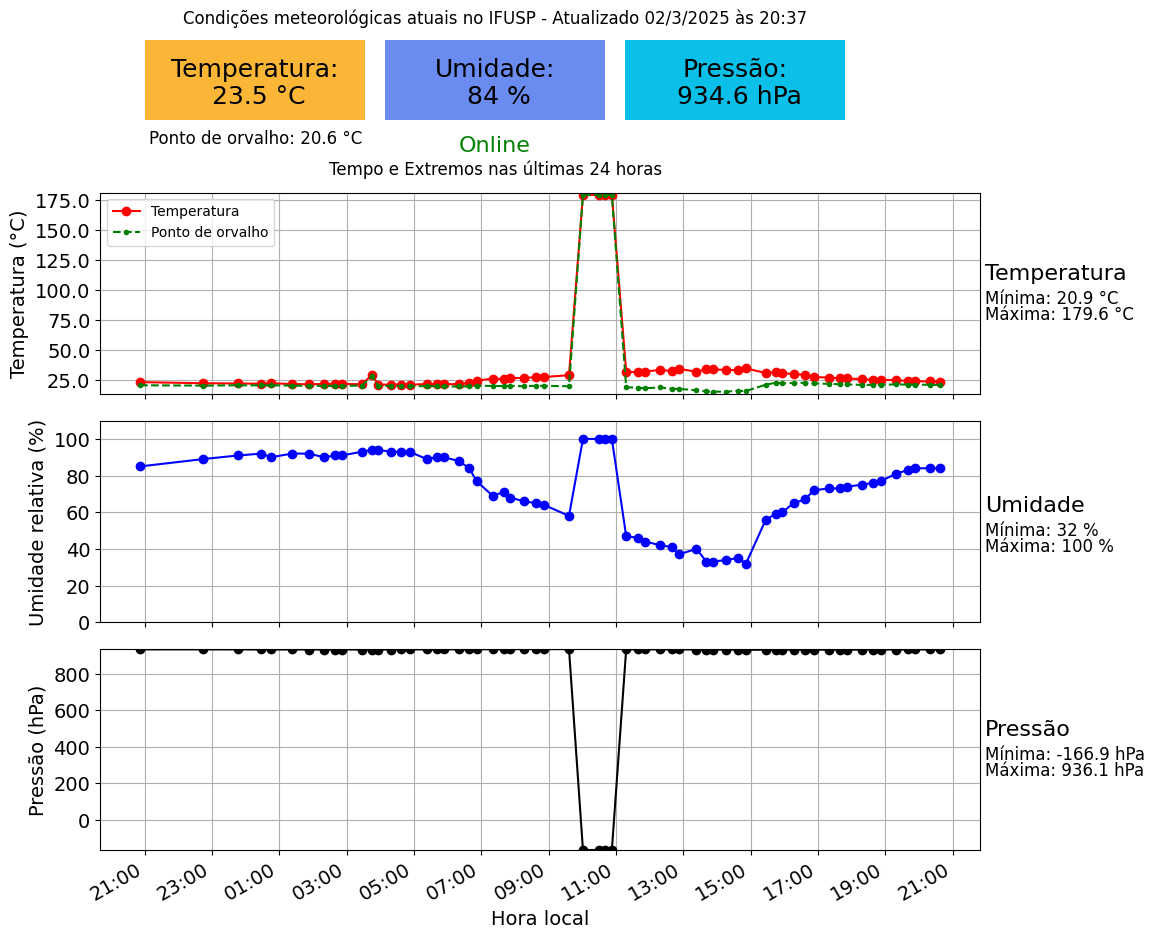 Condições meteorológicas atuais no IFUSP - Atualizado 02/3/2025 às 20:37
Temperatura:
23.5 °C
Umidade:
84 %
Pressão:
934.6 hPa
Ponto de orvalho: 20.6 °C
Online
Tempo e Extremos nas últimas 24 horas
Temperatura (°C)
175.0
150.0
125.0
100.0
75.0
50.0
25.0
Temperatura
Ponto de orvalho
Temperatura
Mínima: 20.9 °C
Máxima: 179.6 °C
Umidade relativa (%)
100
80
60
40
20
0
Umidade
Mínima: 32 %
Máxima: 100 %
Pressão (hPa)
800
600
400
200
0
Pressão
Mínima: -166.9 hPa
Máxima: 936.1 hPa
21:00 23:00 01:00 03:00 05:00 07:00 09:00 11:00 13:00 15:00 17:00 19:00 21:00
Hora local